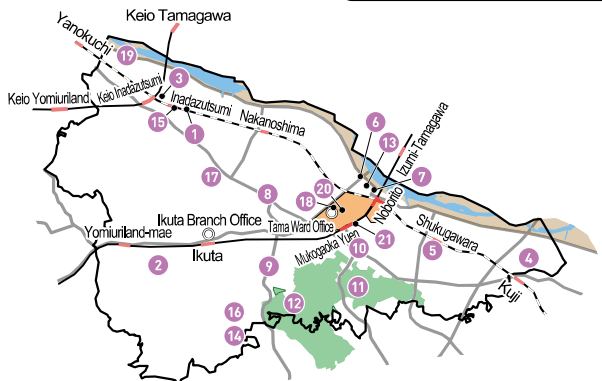 Keio Tamagawa
Yanokuchi
19
3
Keio Inadazutsumi
Keio Yomiuriland
Inadazutsumi
15
1
Nakanoshima
6
13
Izumi-Tamagawa
7
17
8
20
18
Noborito
Tama Ward Office
Ikuta Branch Office
Yomiuriland-mae
Ikuta
2
9
Mukogaoka Yuen
21
10
Shukugawara
5
4
Kuji
11
12
16
14